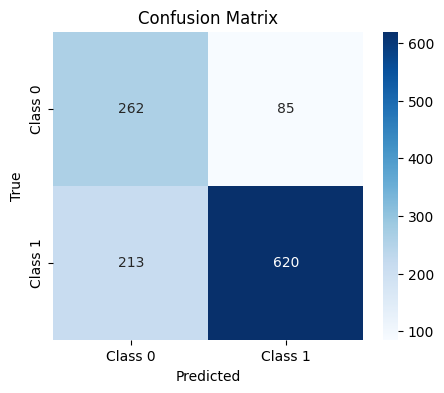 Confusion Matrix
True
Class 0
262
85
Class 1
213
620
Class 0
Class 1
Predicted
600
500
400
300
200
100